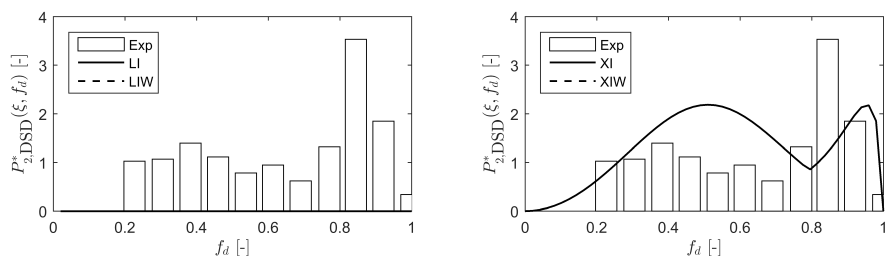 4
3
2
1
0
0
0.2
0.4
0.6
0.8
1
P*2,DSD(ξ, fd) [-]
fd [-]
Exp
LI
LIW
4
3
2
1
0
0
0.2
0.4
0.6
0.8
1
P*2,DSD(ξ, fd) [-]
fd [-]
Exp
XI
XIW